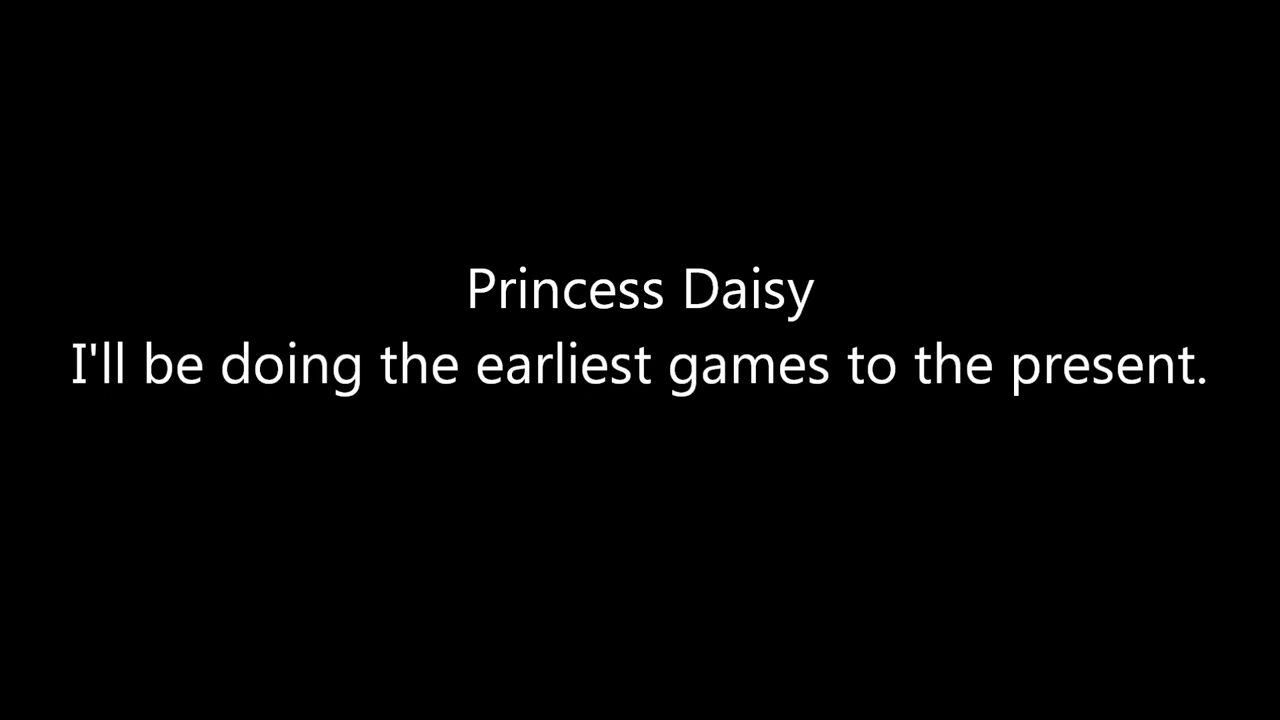 Princess Daisy
I'll be doing the earliest games to the present.